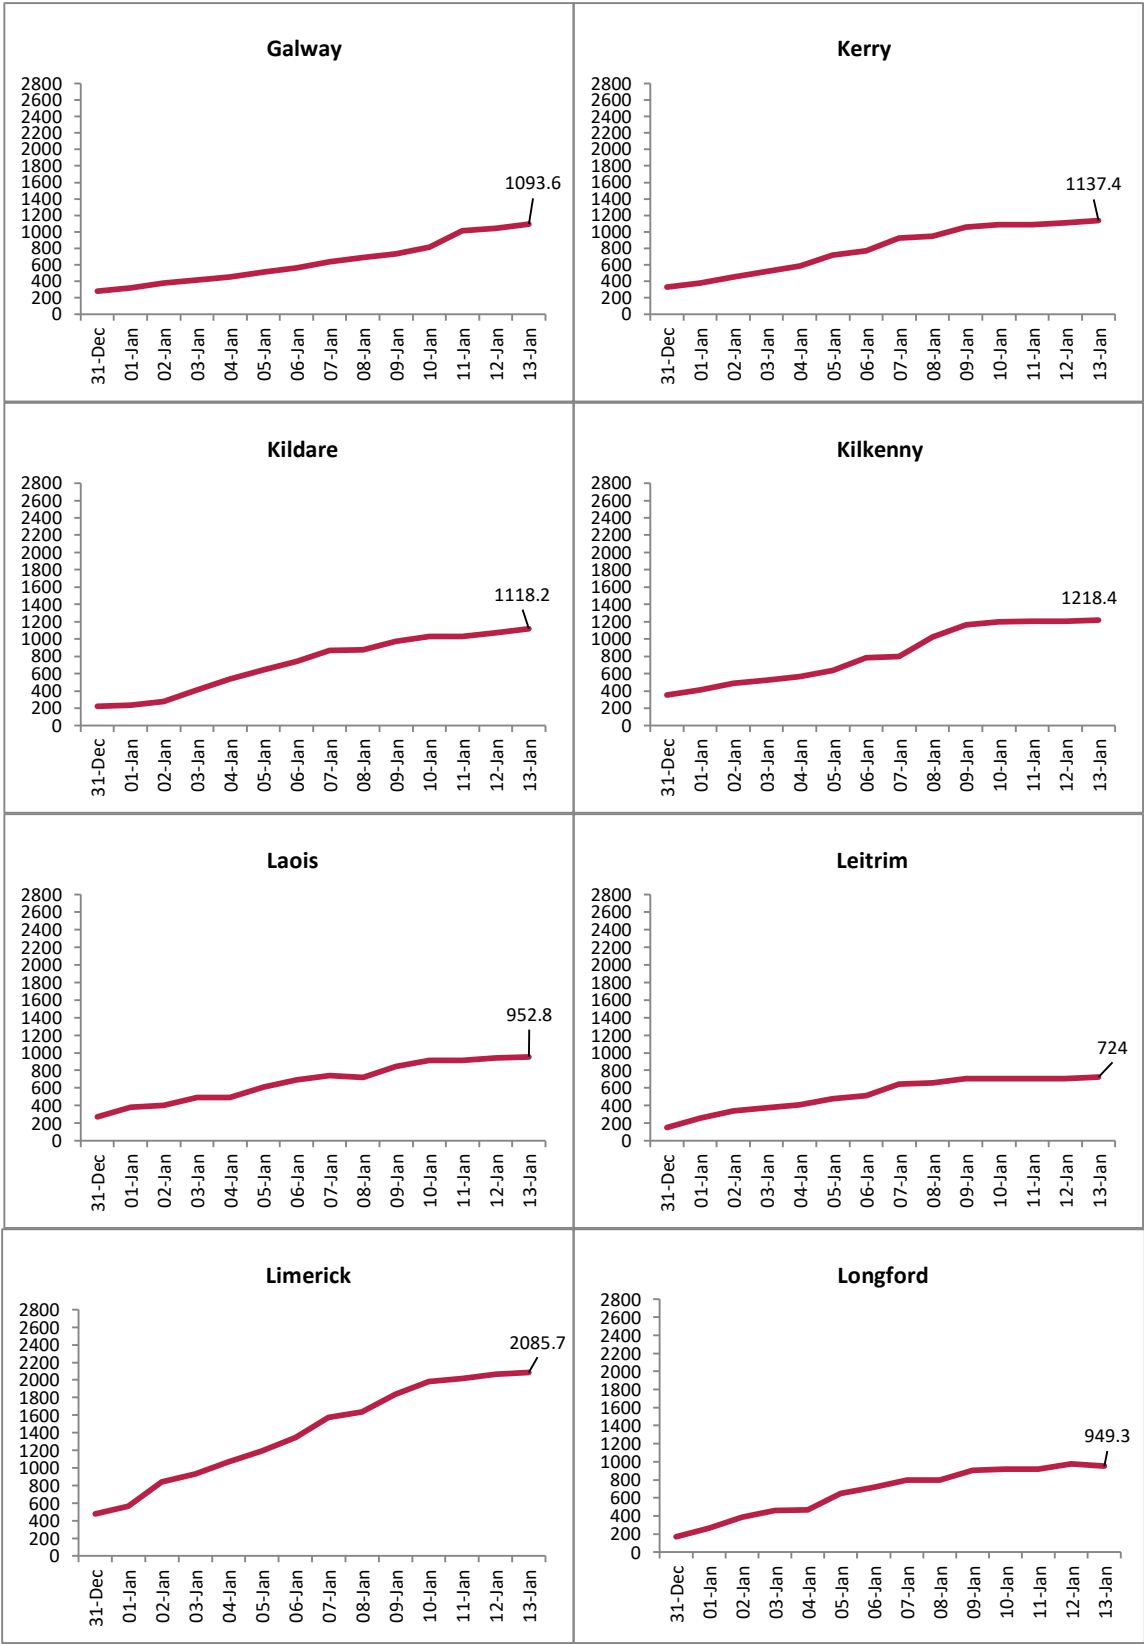 Galway
2800
2600
2400
2200
2000
1800
1600
1400
1200
1000
800
600
400
200
0
1093.6
31-Dec
01-Jan
02-Jan
03-Jan
04-Jan
05-Jan
06-Jan
07-Jan
08-Jan
09-Jan
10-Jan
11-Jan
12-Jan
13-Jan
Kerry
2800
2600
2400
2200
2000
1800
1600
1400
1200
1000
800
600
400
200
0
1137.4
31-Dec
01-Jan
02-Jan
03-Jan
04-Jan
05-Jan
06-Jan
07-Jan
08-Jan
09-Jan
10-Jan
11-Jan
12-Jan
13-Jan
Kildare
2800
2600
2400
2200
2000
1800
1600
1400
1200
1000
800
600
400
200
0
1118.2
31-Dec
01-Jan
02-Jan
03-Jan
04-Jan
05-Jan
06-Jan
07-Jan
08-Jan
09-Jan
10-Jan
11-Jan
12-Jan
13-Jan
Kilkenny
2800
2600
2400
2200
2000
1800
1600
1400
1200
1000
800
600
400
200
0
1218.4
31-Dec
01-Jan
02-Jan
03-Jan
04-Jan
05-Jan
06-Jan
07-Jan
08-Jan
09-Jan
10-Jan
11-Jan
12-Jan
13-Jan
Laois
2800
2600
2400
2200
2000
1800
1600
1400
1200
1000
800
600
400
200
0
952.8
31-Dec
01-Jan
02-Jan
03-Jan
04-Jan
05-Jan
06-Jan
07-Jan
08-Jan
09-Jan
10-Jan
11-Jan
12-Jan
13-Jan
Leitrim
2800
2600
2400
2200
2000
1800
1600
1400
1200
1000
800
600
400
200
0
724
31-Dec
01-Jan
02-Jan
03-Jan
04-Jan
05-Jan
06-Jan
07-Jan
08-Jan
09-Jan
10-Jan
11-Jan
12-Jan
13-Jan
Limerick
2800
2600
2400
2200
2000
1800
1600
1400
1200
1000
800
600
400
200
0
2085.7
31-Dec
01-Jan
02-Jan
03-Jan
04-Jan
05-Jan
06-Jan
07-Jan
08-Jan
09-Jan
10-Jan
11-Jan
12-Jan
13-Jan
Longford
2800
2600
2400
2200
2000
1800
1600
1400
1200
1000
800
600
400
200
0
949.3
31-Dec
01-Jan
02-Jan
03-Jan
04-Jan
05-Jan
06-Jan
07-Jan
08-Jan
09-Jan
10-Jan
11-Jan
12-Jan
13-Jan